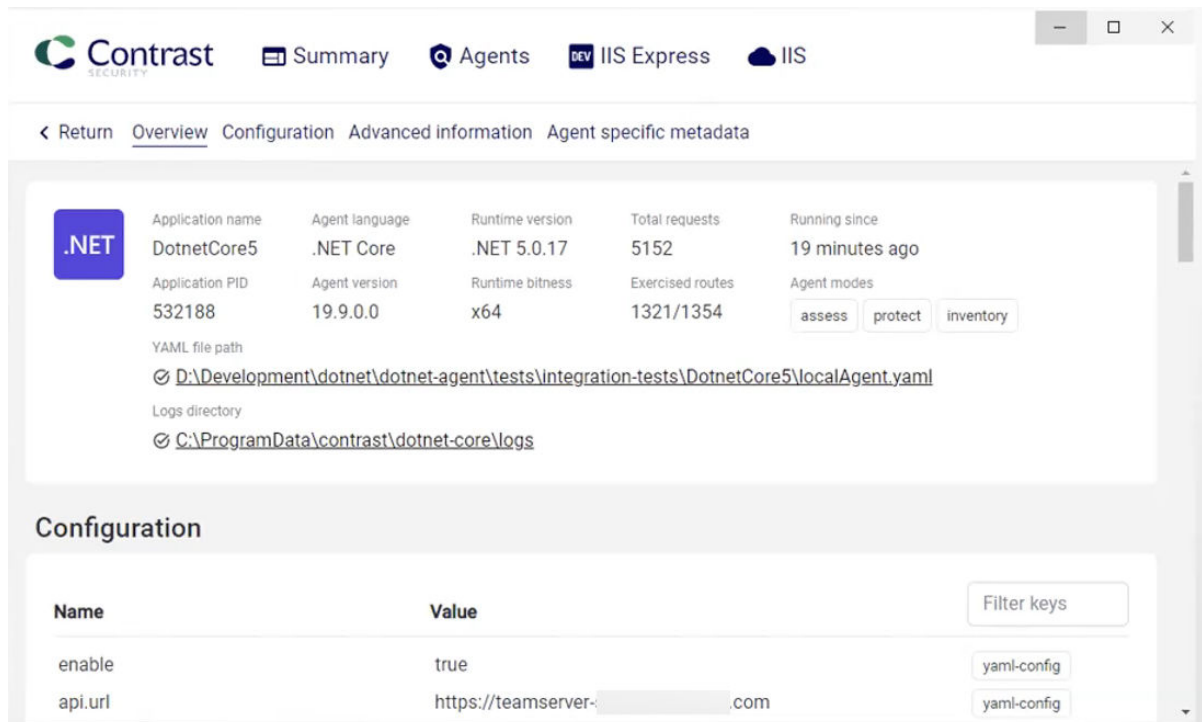 Contrast
SECURITY
Summary
Agents
DEV IIS Express
IIS
Return Overview Configuration Advanced information Agent specific metadata
.NET
Application name Agent language Runtime version Total requests Running since
DotnetCore5 .NET Core .NET 5.0.17 5152 19 minutes ago
Application PID Agent version Runtime bitness Exercised routes Agent modes
532188 19.9.0.0 x64 1321/1354 assess protect inventory
YAML file path
D:\Development\dotnet\dotnet-agent\tests\integration-tests\DotnetCore5\localAgent.yaml
Logs directory
C:\ProgramData\contrast\dotnet-core\logs
Configuration
Name Value Filter keys
enable true yaml-config
api.url https://teamserver- .com yaml-config